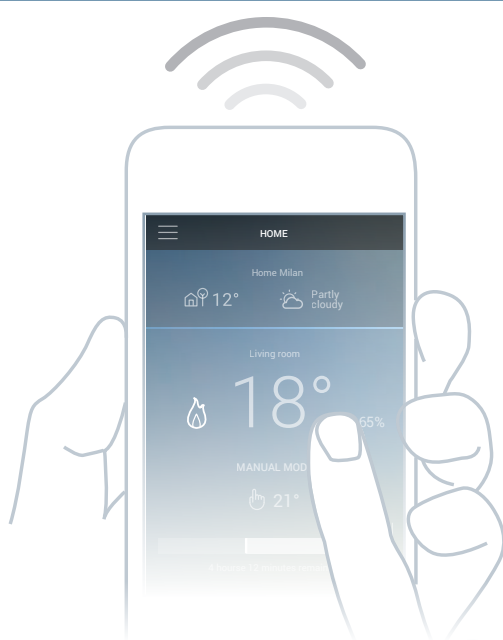 HOME
Home Milan
12° Partly
cloudy
Living room
18°
65%
MANUAL MOD
21°